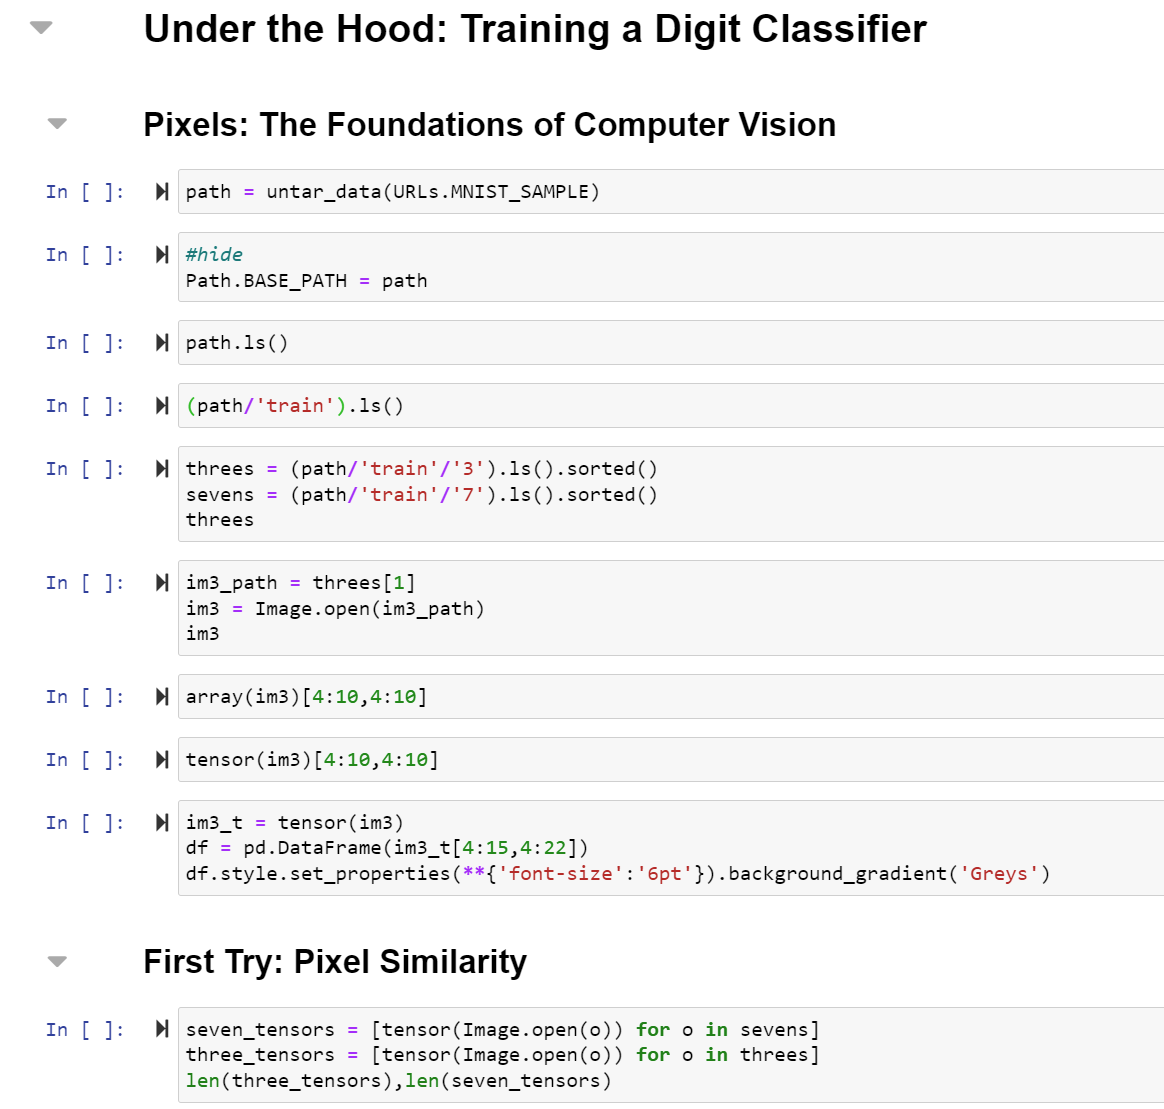 Under the Hood: Training a Digit Classifier
Pixels: The Foundations of Computer Vision
In [ ]: path = untar_data(URLs.MNIST_SAMPLE)
In [ ]: #hide
Path.BASE_PATH = path
In [ ]: path.ls()
In [ ]: (path/'train').ls()
In [ ]: threes = (path/'train'/'3').ls().sorted()
sevens = (path/'train'/'7').ls().sorted()
threes
In [ ]: im3_path = threes[1]
im3 = Image.open(im3_path)
im3
In [ ]: array(im3)[4:10,4:10]
In [ ]: tensor(im3)[4:10,4:10]
In [ ]: im3_t = tensor(im3)
df = pd.DataFrame(im3_t[4:15,4:22])
df.style.set_properties(**{'font-size':'6pt'}).background_gradient('Greys')
First Try: Pixel Similarity
In [ ]: seven_tensors = [tensor(Image.open(o)) for o in sevens]
three_tensors = [tensor(Image.open(o)) for o in threes]
len(three_tensors),len(seven_tensors)